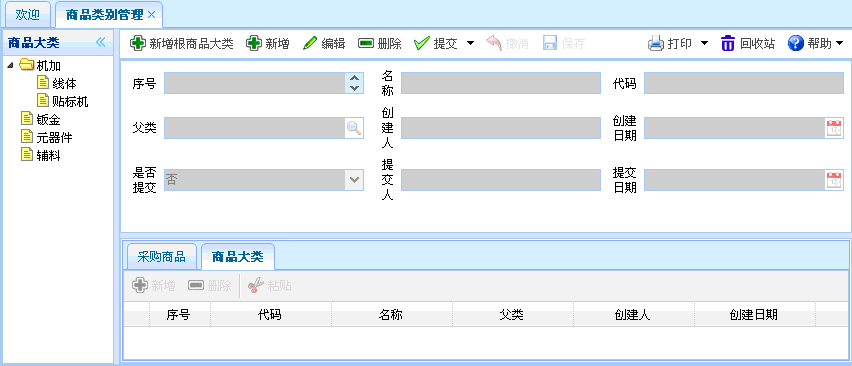 欢迎 商品类别管理
商品大类 新增根商品大类 新增 编辑 删除 提交 撤消 保存 打印 回收站 帮助
机加
线体
贴标机
钣金
元器件
辅料
序号 名称 代码
父类 创建人 创建日期
是否提交 否 提交人 提交日期
采购商品 商品大类
新增 删除 粘贴
序号 代码 名称 父类 创建人 创建日期